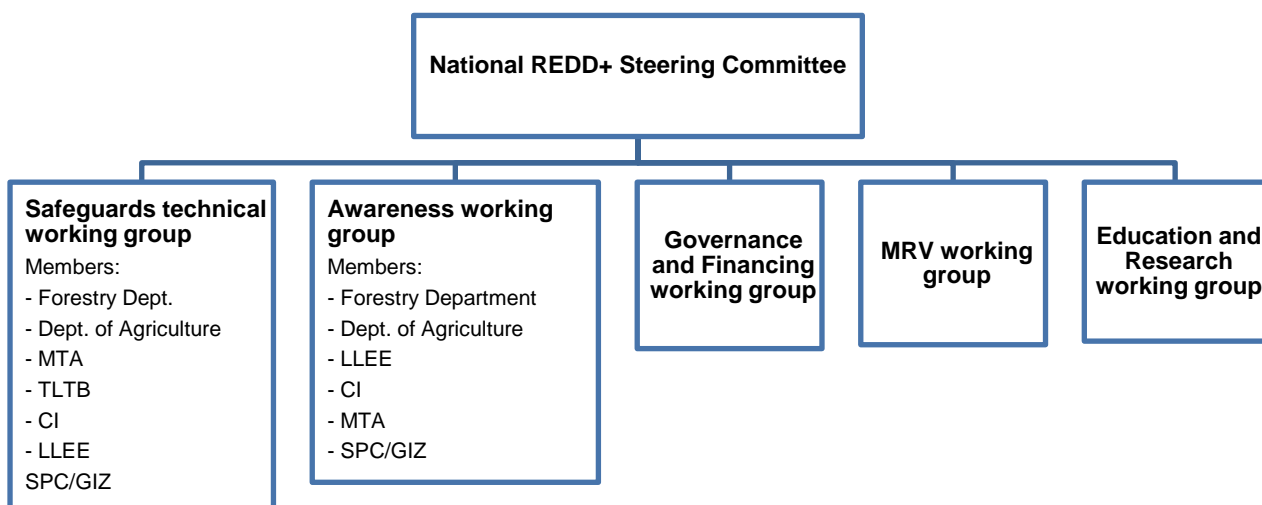 National REDD+ Steering Committee
Safeguards technical
working group
Members:
- Forestry Dept.
- Dept. of Agriculture
- MTA
- TLTB
- CI
- LLEE
SPC/GIZ
Awareness working
group
Members:
- Forestry Department
- Dept. of Agriculture
- LLEE
- CI
- MTA
- SPC/GIZ
Governance
and Financing
working group
MRV working
group
Education and
Research
working group